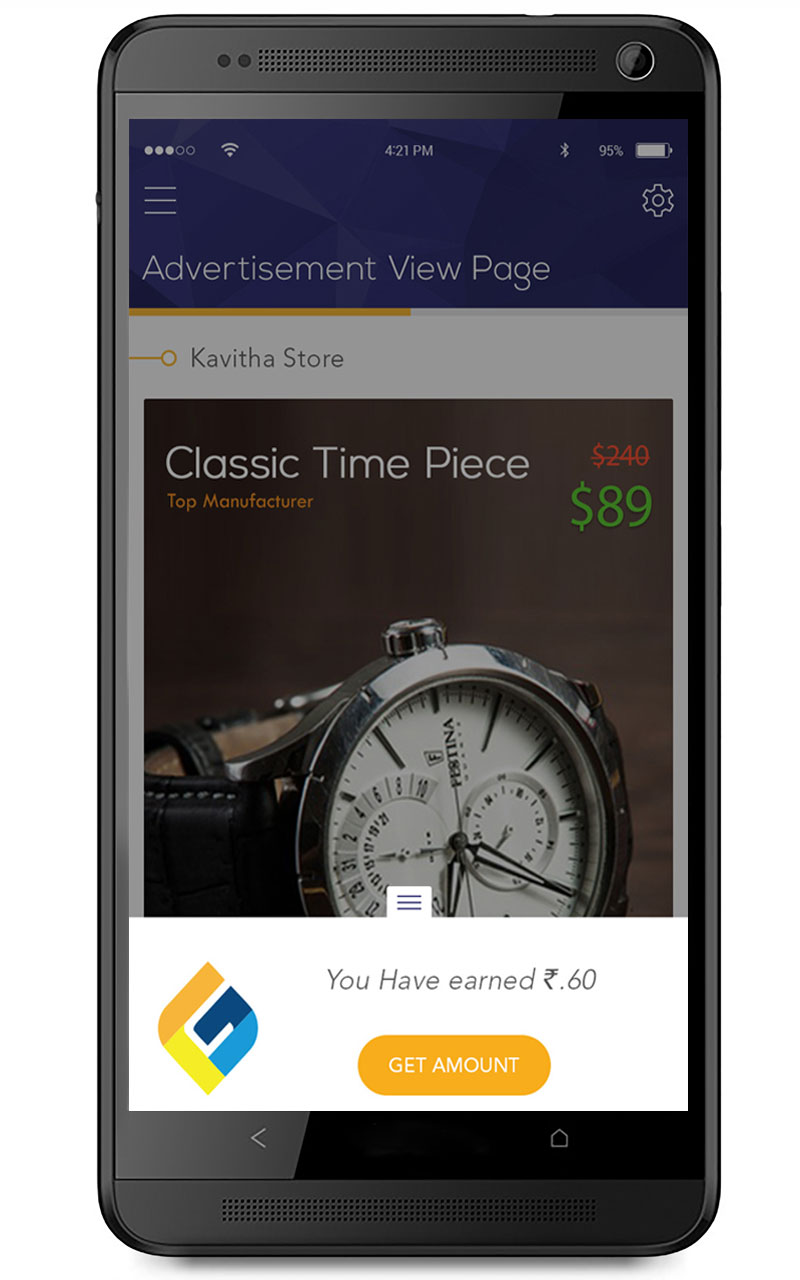 4:21 PM
95%
Advertisement View Page
Kavitha Store
Classic Time Piece
$240
Top Manufacturer
$89
F
FESTINA
You Have earned ₹.60
GET AMOUNT